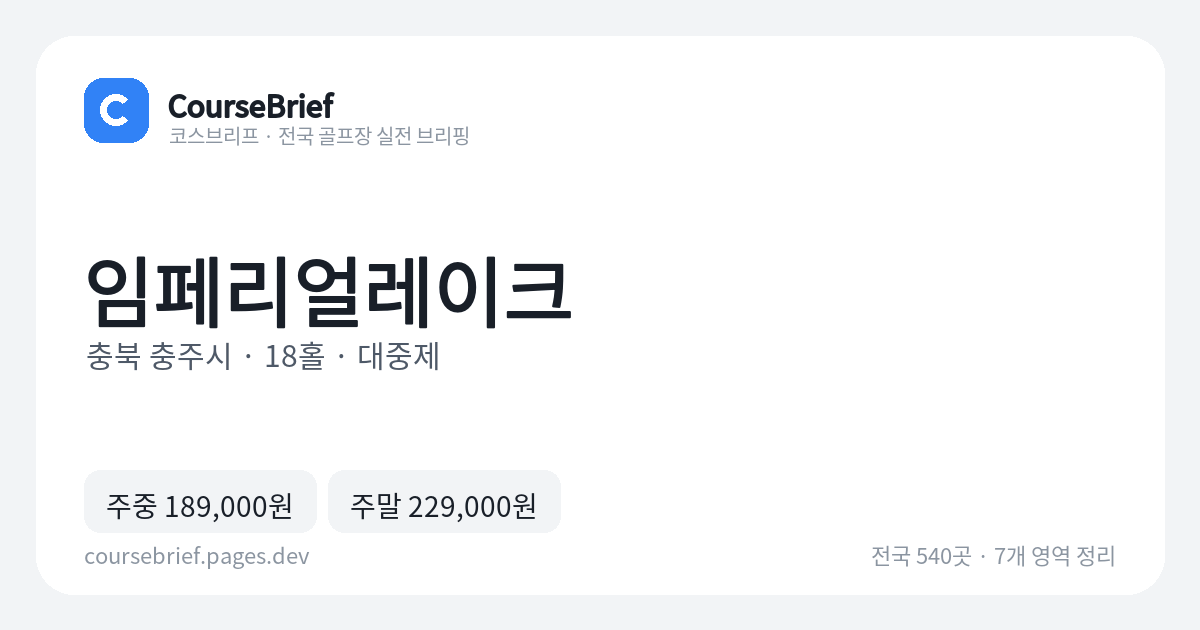 C
CourseBrief
코스브리프 · 전국 골프장 실전 브리핑
임페리얼레이크
충북 충주시 · 18홀 · 대중제
주중 189,000원 주말 229,000원
coursebrief.pages.dev 전국 540곳 · 7개 영역 정리